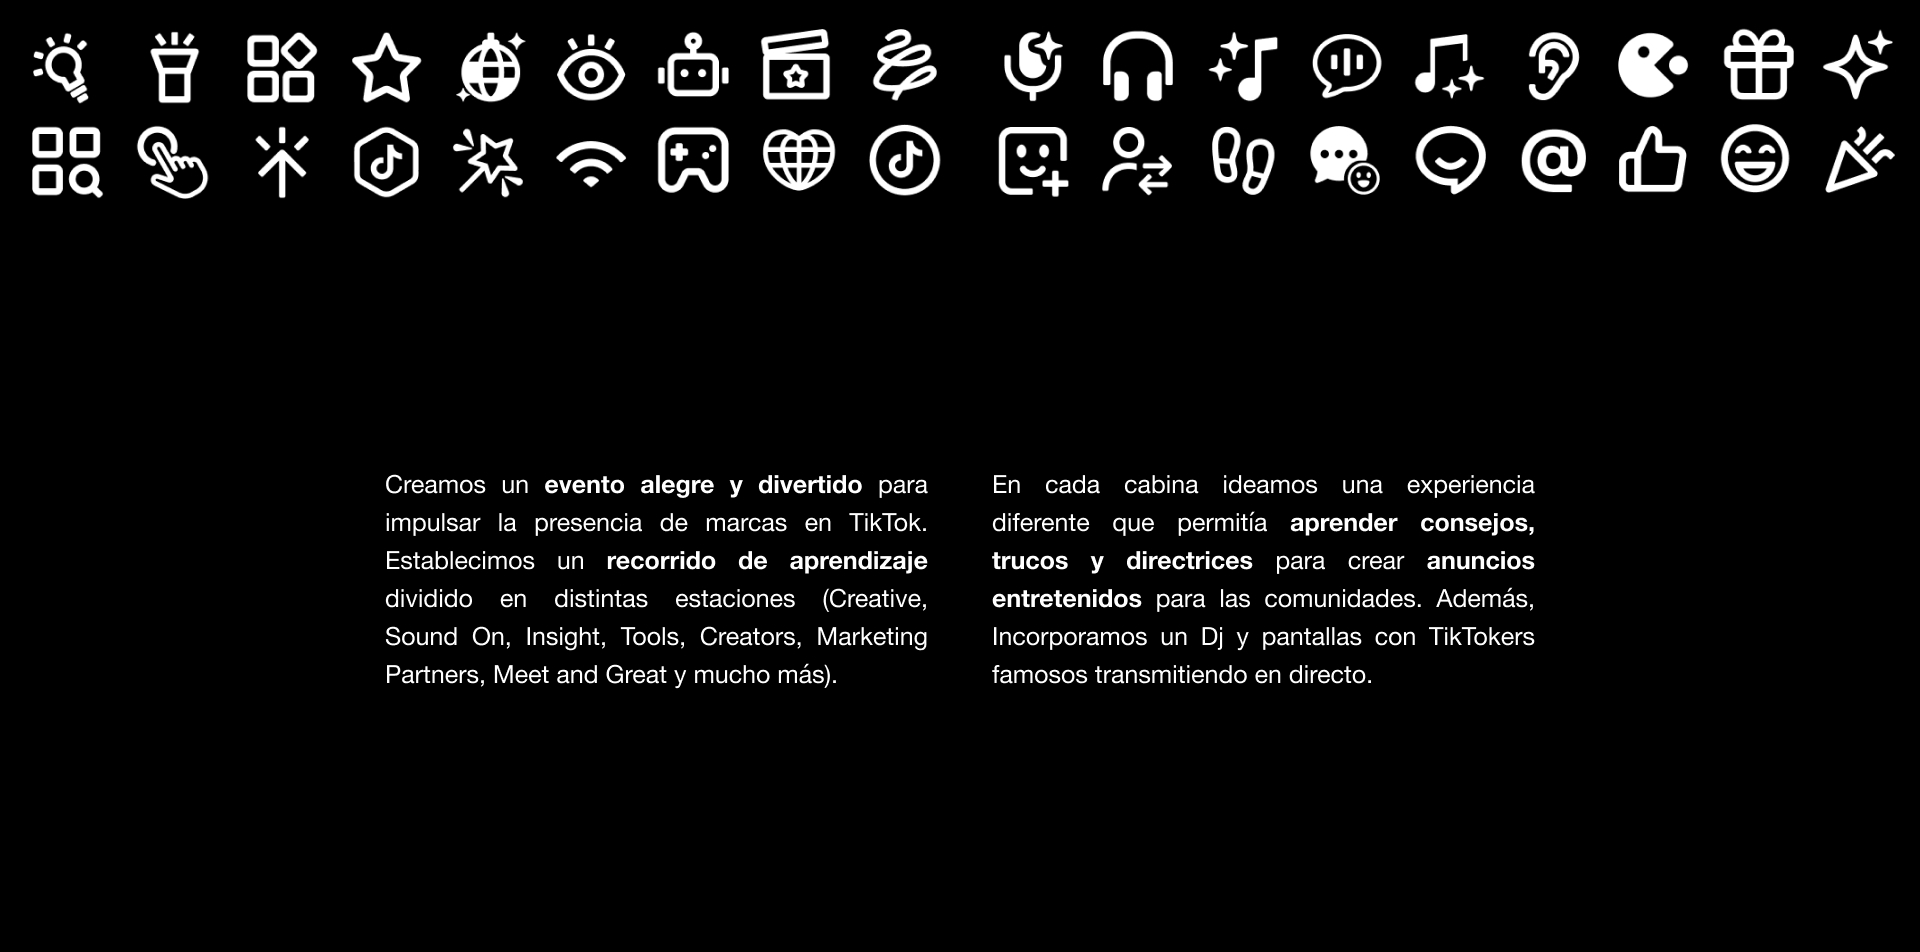 Creamos un evento alegre y divertido para
impulsar la presencia de marcas en TikTok.
Establecimos un recorrido de aprendizaje
dividido en distintas estaciones (Creative,
Sound On, Insight, Tools, Creators, Marketing
Partners, Meet and Great y mucho más).
En cada cabina ideamos una experiencia
diferente que permitía aprender consejos,
trucos y directrices para crear anuncios
entretenidos para las comunidades. Además,
Incorporamos un Dj y pantallas con TikTokers
famosos transmitiendo en directo.